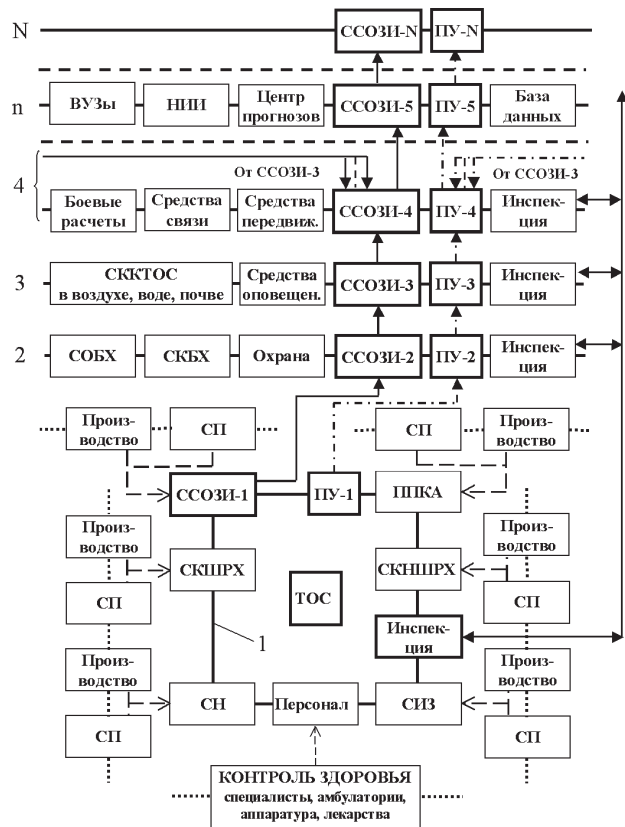 N
ССОЗИ-N
ПУ-N
n
ВУЗы
НИИ
Центр
прогнозов
ССОЗИ-5
ПУ-5
База
данных
4
От ССОЗИ-3
От ССОЗИ-3
Боевые
расчеты
Средства
связи
Средства
передвиж.
ССОЗИ-4
ПУ-4
Инспек-
ция
3
СККТОС
в воздухе, воде, почве
Средства
оповещен.
ССОЗИ-3
ПУ-3
Инспек-
ция
2
СОБХ
СКБХ
Охрана
ССОЗИ-2
ПУ-2
Инспек-
ция
Произ-
водство
СП
СП
Произ-
водство
ССОЗИ-1
ПУ-1
ППКА
Произ-
водство
СП
СКШРХ
ТОС
СКНШРХ
Произ-
водство
СП
1
Инспек-
ция
Произ-
водство
СП
СН
Персонал
СИЗ
Произ-
водство
СП
КОНТРОЛЬ ЗДОРОВЬЯ
специалисты, амбулатории,
аппаратура, лекарства